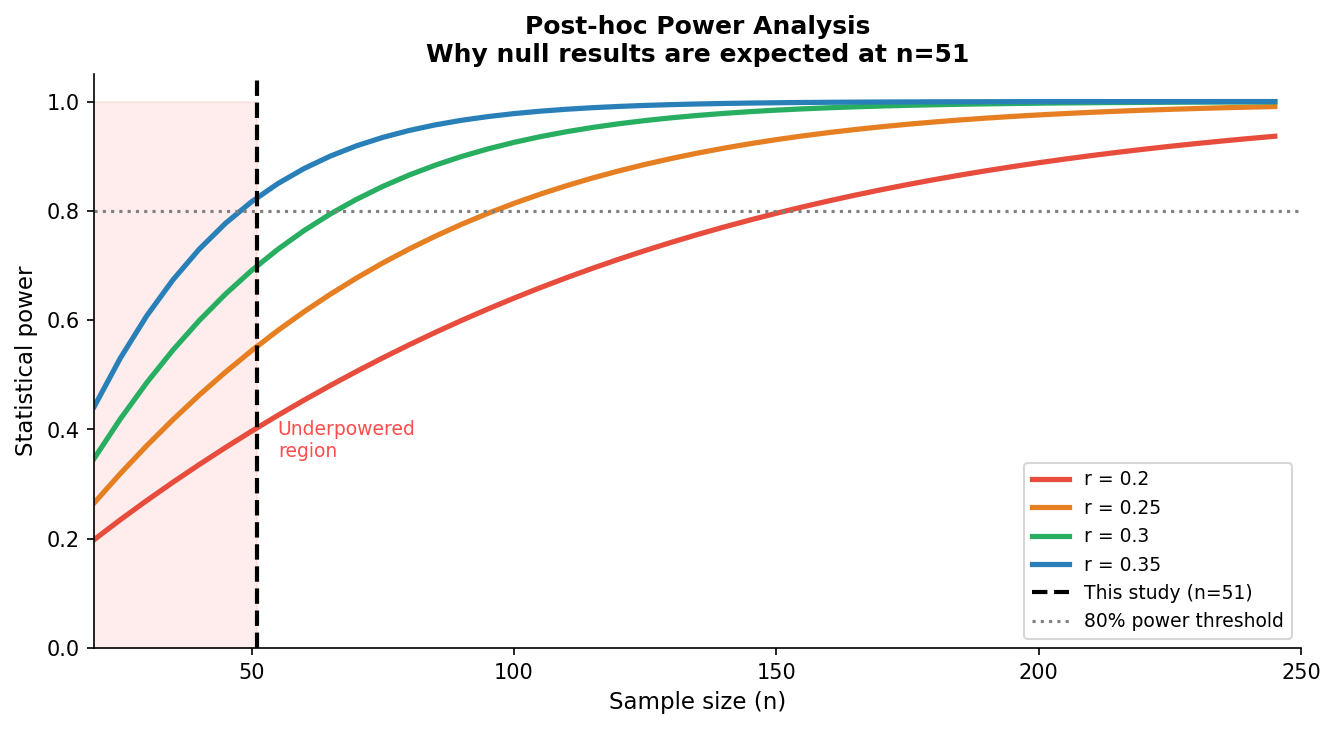 Post-hoc Power Analysis
Why null results are expected at n=51
Statistical power
1.0
0.8
0.6
0.4
0.2
0.0
Underpowered
region
r = 0.2
r = 0.25
r = 0.3
r = 0.35
This study (n=51)
80% power threshold
50
100
150
200
250
Sample size (n)